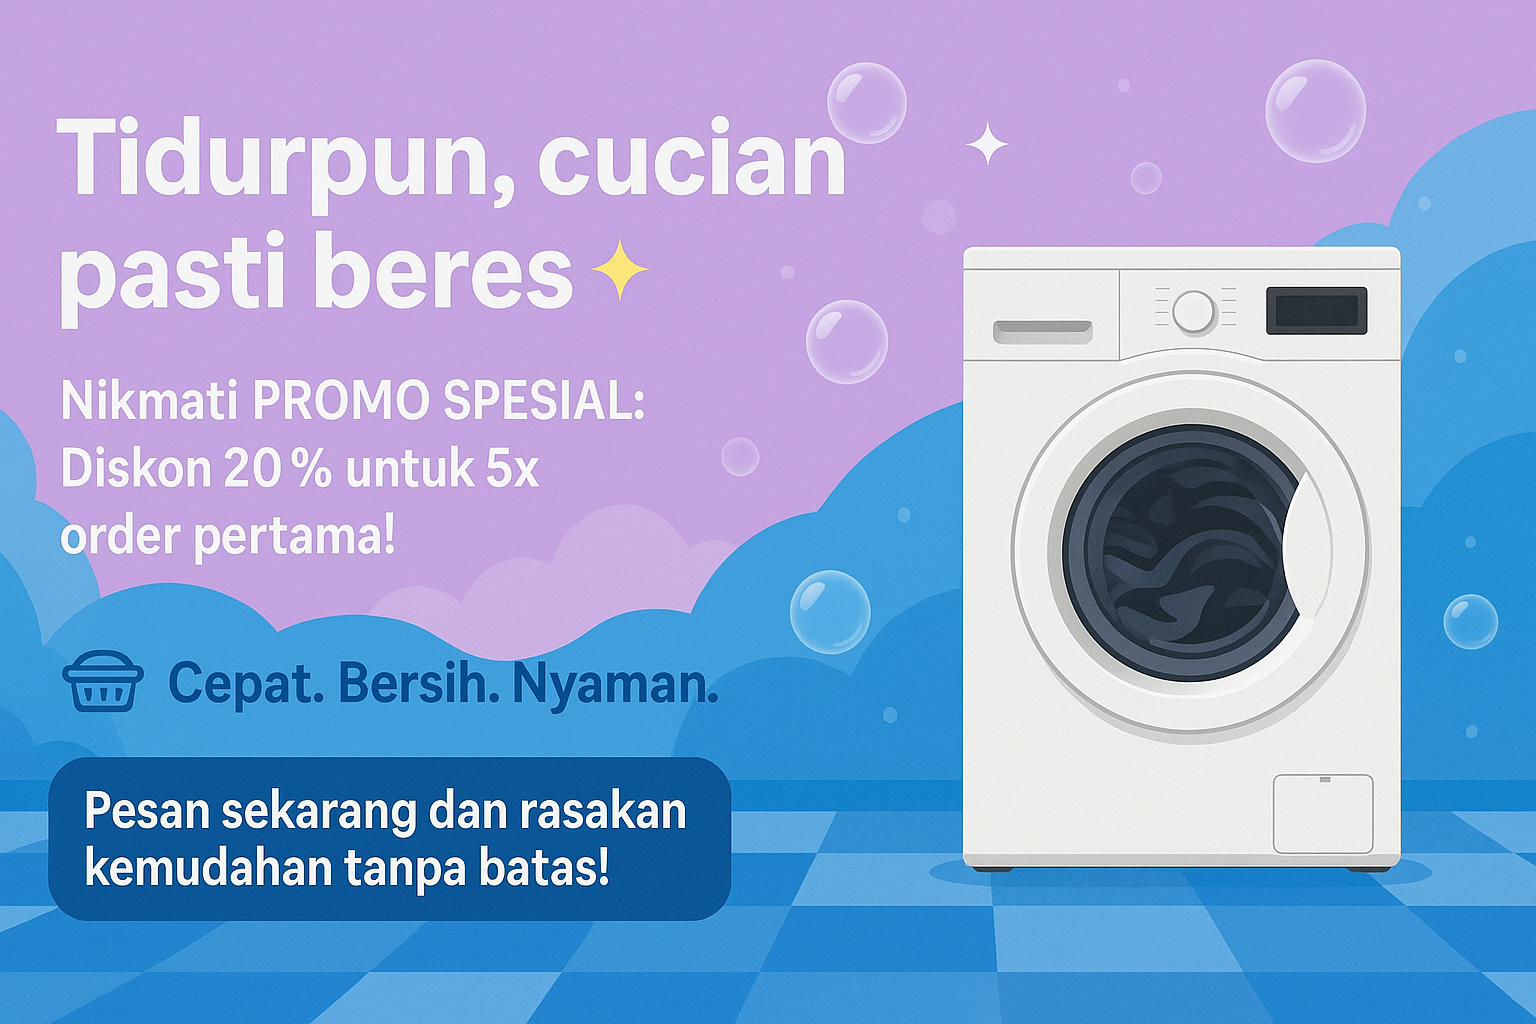 Tidurpun, cucian
pasti beres
Nikmati PROMO SPESIAL:
Diskon 20 % untuk 5x
order pertama!
Cepat. Bersih. Nyaman.
Pesan sekarang dan rasakan
kemudahan tanpa batas!